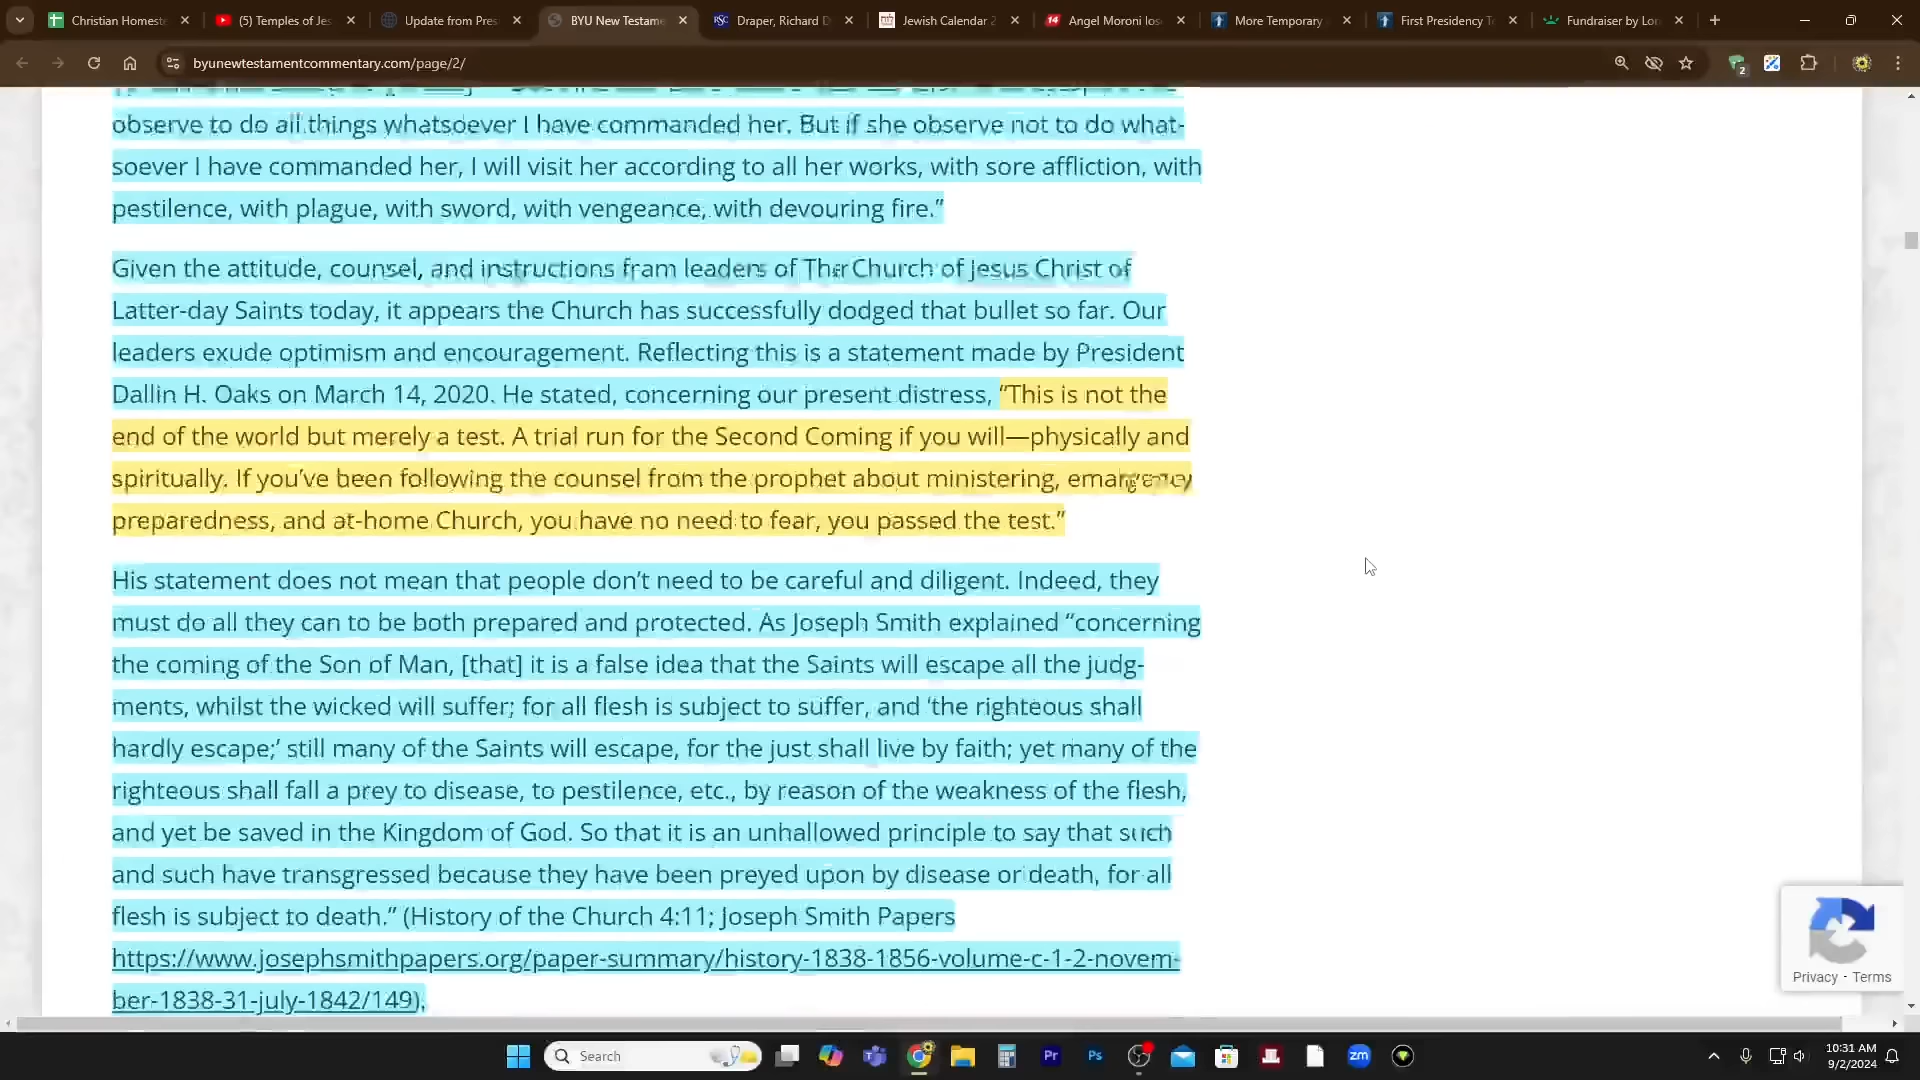 Christian Homeste
(5) Temples of Jes
Update from Pres
BYU New Testame
Draper, Richard D
Jewish Calendar 2
Angel Moroni los
More Temporary
First Presidency Te
Fundraiser by Lor
byunewtestamentcommentary.com/page/2/
2
observe to do all things whatsoever I have commanded her. But if she observe not to do what-
soever I have commanded her, I will visit her according to all her works, with sore affliction, with
pestilence, with plague, with sword, with vengeance, with devouring fire.”
Given the attitude, counsel, and instructions leaders of Church of Jesus Christ of
Latter-day Saints today, it appears the Church has successfully dodged that bullet so far. Our
leaders exude optimism and encouragement. Reflecting this is a statement made by President
Dallin H. Oaks on March 14, 2020. He stated, concerning our present distress, “This is not the
end of the world but merely a test. A trial run for the Second Coming if you will—physically and
spiritually. If you’ve been following the counsel from the prophet about ministering,
preparedness, and at-home Church, you have no need to fear, you passed the test.”
His statement does not mean that people don’t need to be careful and diligent. Indeed, they
must do all they can to be both prepared and protected. As Joseph Smith explained “concerning
the coming of the Son of Man, [that] it is a false idea that the Saints will escape all the judg-
ments, whilst the wicked will suffer; for all flesh is subject to suffer, and ‘the righteous shall
hardly escape;’ still many of the Saints will escape, for the just shall live by faith; yet many of the
righteous shall fall a prey to disease, to pestilence, etc., by reason of the weakness of the flesh,
and yet be saved in the Kingdom of God. So that it is an unhallowed principle to say that such
and such have transgressed because they have been preyed upon by disease or death, for all
flesh is subject to death.” (History of the Church 4:11; Joseph Smith Papers
https://www.josephsmithpapers.org/paper-summary/history-1838-1856-volume-c-1-2-novem-
ber-1838-31-july-1842/149).
Privacy - Terms
Search
Pr
Ps
zm
10:31 AM
9/2/2024